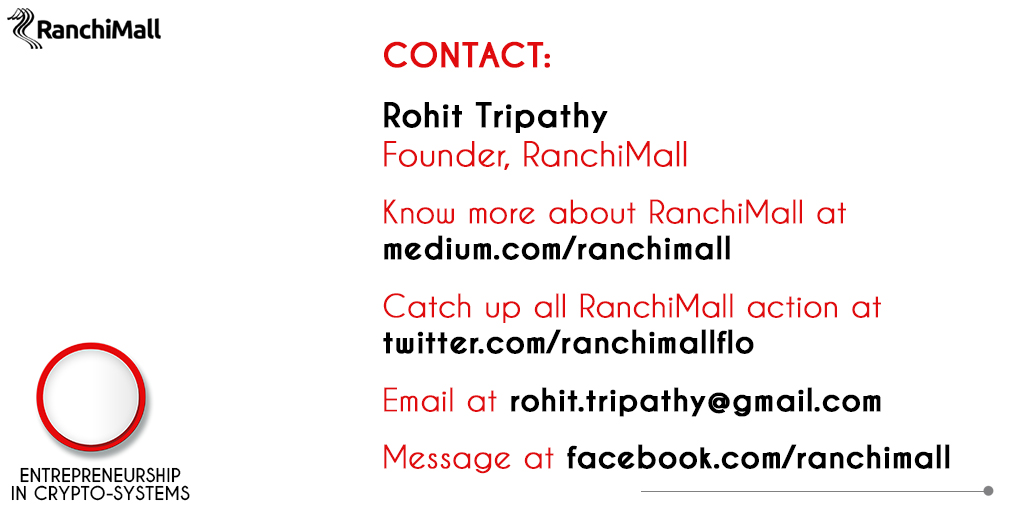 RanchiMall
CONTACT:
Rohit Tripathy
Founder, RanchiMall
Know more about RanchiMall at
medium.com/ranchimall
Catch up all RanchiMall action at
twitter.com/ranchimallflo
Email at rohit.tripathy@gmail.com
Message at facebook.com/ranchimall
ENTREPRENEURSHIP
IN CRYPTO-SYSTEMS